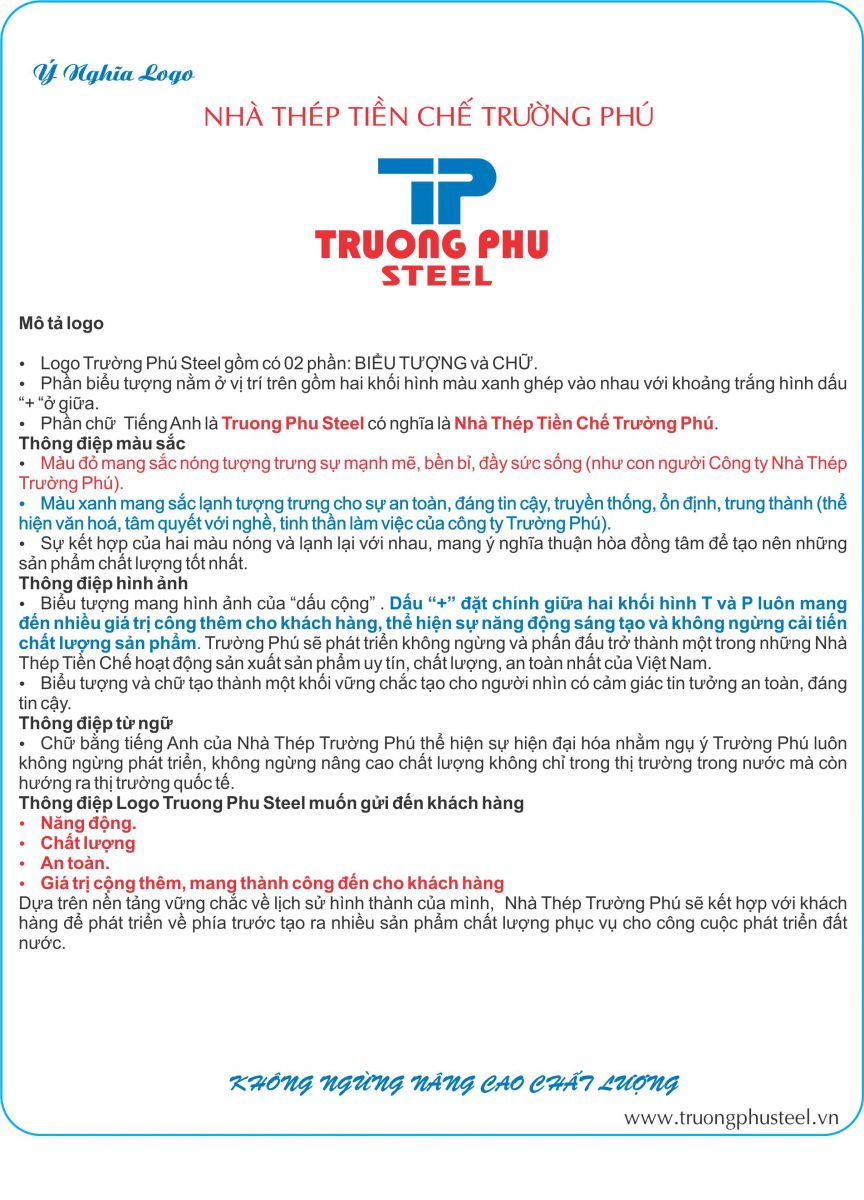 Ý Nghĩa Logo
NHÀ THÉP TIỀN CHẾ TRƯỜNG PHÚ
TP
TRUONG PHU
STEEL
Mô tả logo
• Logo Trường Phú Steel gồm có 02 phần: BIỂU TƯỢNG và CHỮ.
• Phần biểu tượng nằm ở vị trí trên gồm hai khối hình màu xanh ghép vào nhau với khoảng trắng hình dấu
“+ “ở giữa.
• Phần chữ Tiếng Anh là Truong Phu Steel có nghĩa là Nhà Thép Tiền Chế Trường Phú.
Thông điệp màu sắc
• Màu đỏ mang sắc nóng tượng trưng sự mạnh mẽ, bền bỉ, đầy sức sống (như con người Công ty Nhà Thép
Trường Phú).
• Màu xanh mang sắc lạnh tượng trưng cho sự an toàn, đáng tin cậy, truyền thống, ổn định, trung thành (thể
hiện văn hoá, tâm quyết với nghề, tinh thần làm việc của công ty Trường Phú).
• Sự kết hợp của hai màu nóng và lạnh lại với nhau, mang ý nghĩa thuận hòa đồng tâm để tạo nên những
sản phẩm chất lượng tốt nhất.
Thông điệp hình ảnh
• Biểu tượng mang hình ảnh của “dấu cộng” . Dấu “+” đặt chính giữa hai khối hình T và P luôn mang
đến nhiều giá trị công thêm cho khách hàng, thể hiện sự năng động sáng tạo và không ngừng cải tiến
chất lượng sản phẩm. Trường Phú sẽ phát triển không ngừng và phấn đấu trở thành một trong những Nhà
Thép Tiền Chế hoạt động sản xuất sản phẩm uy tín, chất lượng, an toàn nhất của Việt Nam.
• Biểu tượng và chữ tạo thành một khối vững chắc tạo cho người nhìn có cảm giác tin tưởng an toàn, đáng
tin cậy.
Thông điệp từ ngữ
• Chữ bằng tiếng Anh của Nhà Thép Trường Phú thể hiện sự hiện đại hóa nhằm ngụ ý Trường Phú luôn
không ngừng phát triển, không ngừng nâng cao chất lượng không chỉ trong thị trường trong nước mà còn
hướng ra thị trường quốc tế.
Thông điệp Logo Truong Phu Steel muốn gửi đến khách hàng
• Năng động.
• Chất lượng
• An toàn.
• Giá trị cộng thêm, mang thành công đến cho khách hàng
Dựa trên nền tảng vững chắc về lịch sử hình thành của mình, Nhà Thép Trường Phú sẽ kết hợp với khách
hàng để phát triển về phía trước tạo ra nhiều sản phẩm chất lượng phục vụ cho công cuộc phát triển đất
nước.
KHÔNG NGỪNG NÂNG CAO CHẤT LƯỢNG
www.truongphusteel.vn